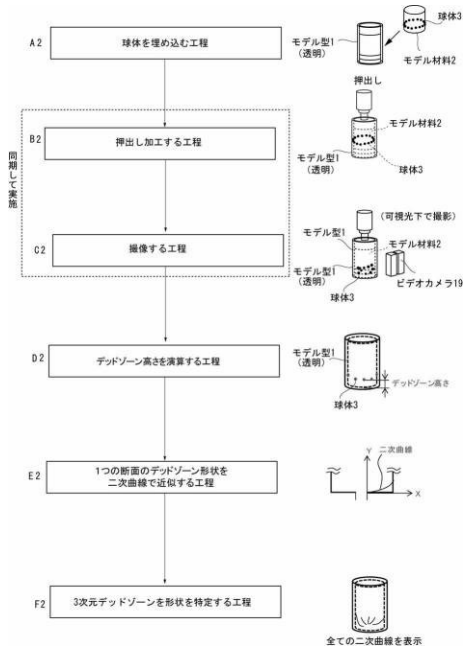 A2
球体を埋め込む工程
モデル型1
(透明)
球体3
モデル材料2
押出し
同期して実施
B2
押出し加工する工程
モデル材料2
モデル型1
(透明)
球体3
C2
撮像する工程
(可視光下で撮影)
モデル型1
モデル材料2
モデル型1
(透明)
球体3
ビデオカメラ19
D2
デッドゾーン高さを演算する工程
モデル型1
(透明)
球体3
デッドゾーン高さ
E2
1つの断面のデッドゾーン形状を
二次曲線で近似する工程
Y
二次曲線
X
F2
3次元デッドゾーンを形状を特定する工程
全ての二次曲線を表示